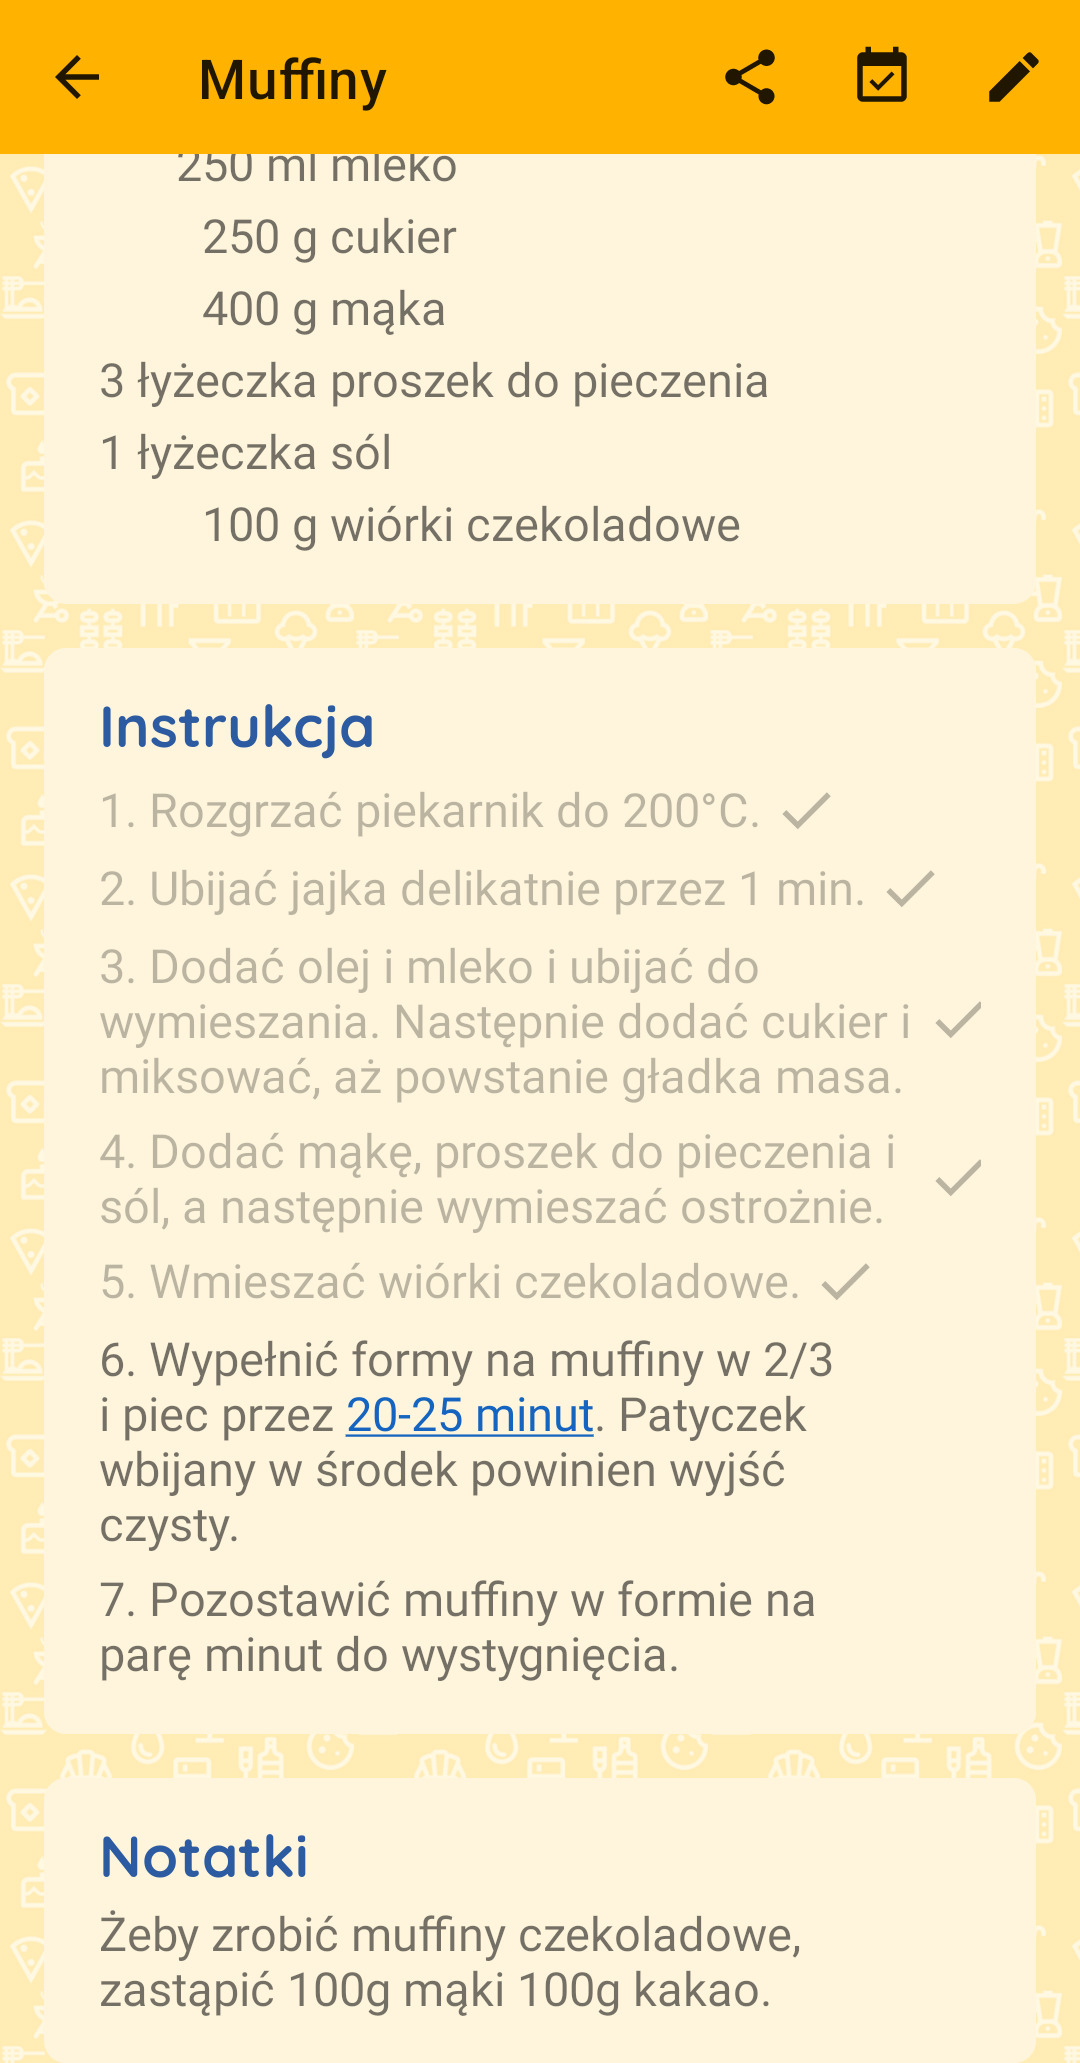 Muffiny
250 ml mleko
250 g cukier
400 g mąka
3 łyżeczka proszek do pieczenia
1 łyżeczka sól
100 g wiórki czekoladowe
Instrukcja
1. Rozgrzać piekarnik do 200°C.
2. Ubijać jajka delikatnie przez 1 min.
3. Dodać olej i mleko i ubijać do
wymieszania. Następnie dodać cukier i
miksować, aż powstanie gładka masa.
4. Dodać mąkę, proszek do pieczenia i
sól, a następnie wymieszać ostrożnie.
5. Wmieszać wiórki czekoladowe.
6. Wypełnić formy na muffiny w 2/3
i piec przez 20-25 minut. Patyczek
wbijany w środek powinien wyjść
czysty.
7. Pozostawić muffiny w formie na
parę minut do wystygnięcia.
Notatki
Żeby zrobić muffiny czekoladowe,
zastąpić 100g mąki 100g kakao.